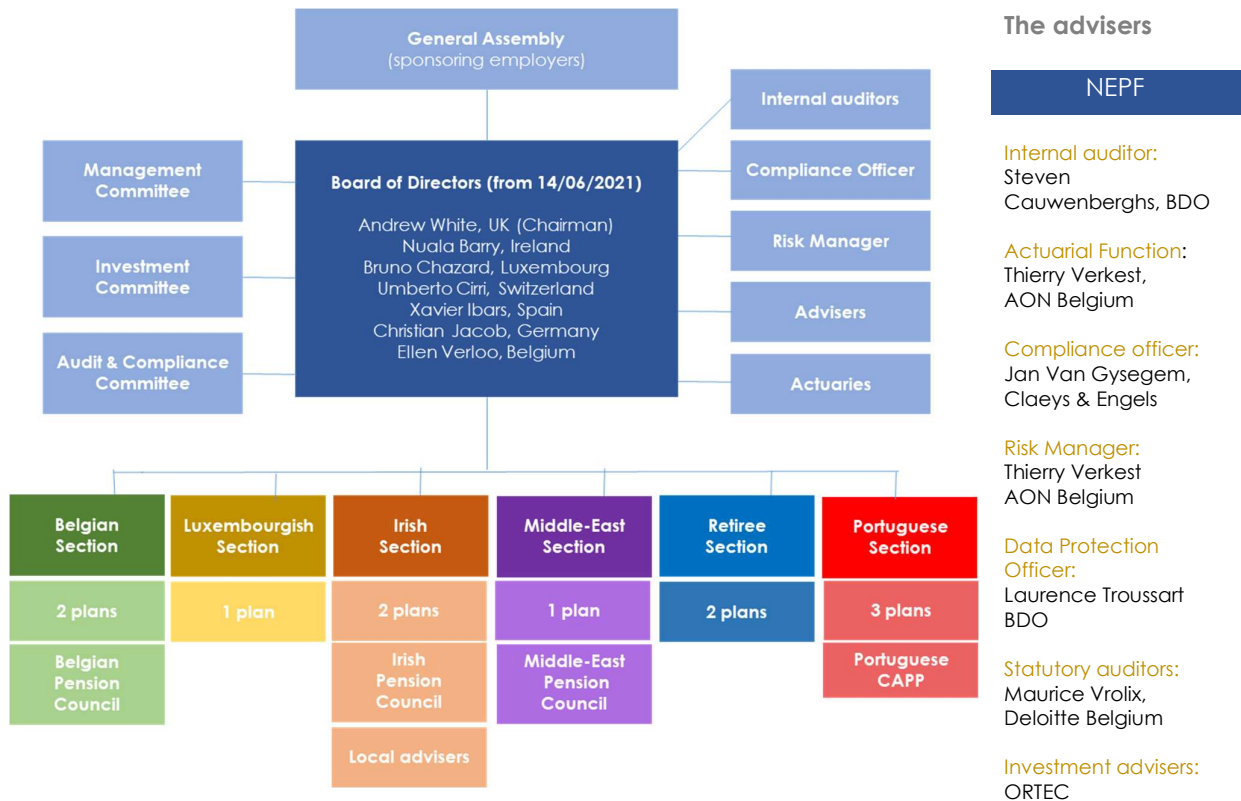 General Assembly
(sponsoring employers)
Management
Committee
Investment
Committee
Audit & Compliance
Committee
Board of Directors (from 14/06/2021)
Andrew White, UK (Chairman)
Nuala Barry, Ireland
Bruno Chazard, Luxembourg
Umberto Cirri, Switzerland
Xavier Ibars, Spain
Christian Jacob, Germany
Ellen Verloo, Belgium
Internal auditors
Compliance Officer
Risk Manager
Advisers
Actuaries
Belgian
Section
2 plans
Belgian
Pension
Council
Luxembourgish
Section
1 plan
Irish
Section
2 plans
Irish
Pension
Council
Local advisers
Middle-East
Section
1 plan
Middle-East
Pension
Council
Retiree
Section
2 plans
Portuguese
Section
3 plans
Portuguese
CAPP
The advisers
NEPF
Internal auditor:
Steven
Cauwenberghs, BDO
Actuarial Function:
Thierry Verkest,
AON Belgium
Compliance officer:
Jan Van Gysegem,
Claeys & Engels
Risk Manager:
Thierry Verkest
AON Belgium
Data Protection
Officer:
Laurence Troussart
BDO
Statutory auditors:
Maurice Vrolix,
Deloitte Belgium
Investment advisers:
ORTEC